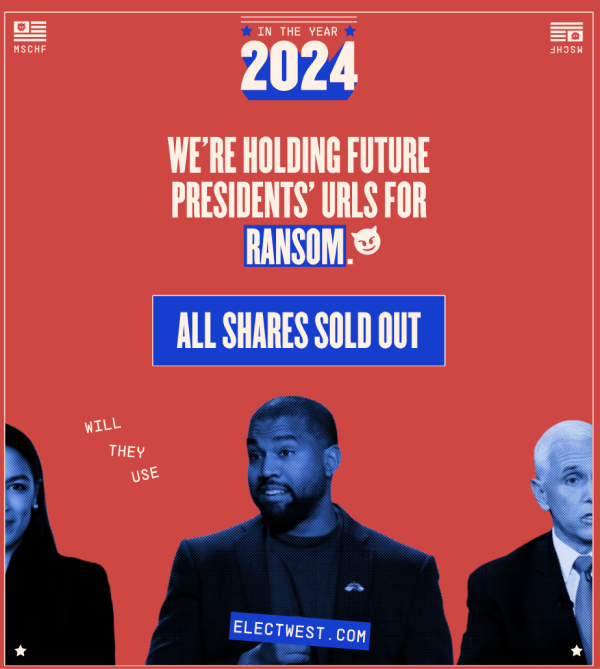 MSCHF
IN THE YEAR
2024
MSCHF
WE'RE HOLDING FUTURE
PRESIDENTS' URLS FOR
RANSOM.
ALL SHARES SOLD OUT
WILL
THEY
USE
ELECTWEST.COM